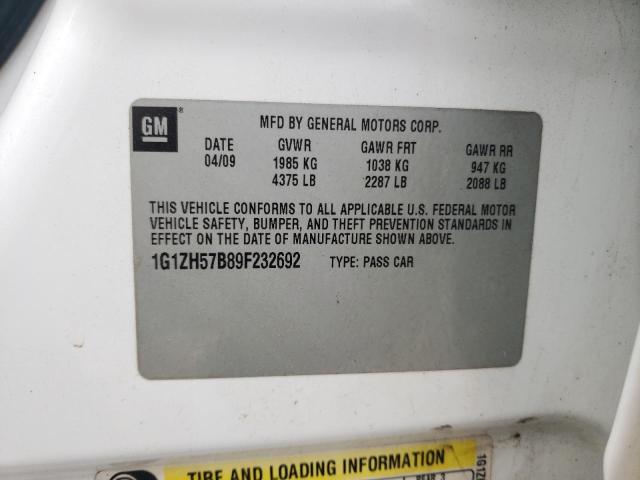 GM®
MFD BY GENERAL MOTORS CORP.
DATE GVWR GAWR FRT GAWR RR
04/09 1985 KG 1038 KG 947 KG
4375 LB 2287 LB 2088 LB
THIS VEHICLE CONFORMS TO ALL APPLICABLE U.S. FEDERAL MOTOR
VEHICLE SAFETY, BUMPER, AND THEFT PREVENTION STANDARDS IN
EFFECT ON THE DATE OF MANUFACTURE SHOWN ABOVE.
1G1ZH57B89F232692 TYPE: PASS CAR
TIRE AND LOADING INFORMATION